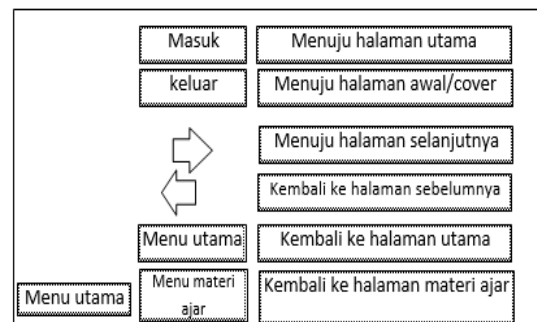 Masuk Menuju halaman utama
keluar Menuju halaman awal/cover
Menuju halaman selanjutnya
Kembali ke halaman sebelumnya
Menu utama Kembali ke halaman utama
Menu utama
Menu materi
ajar
Kembali ke halaman materi ajar